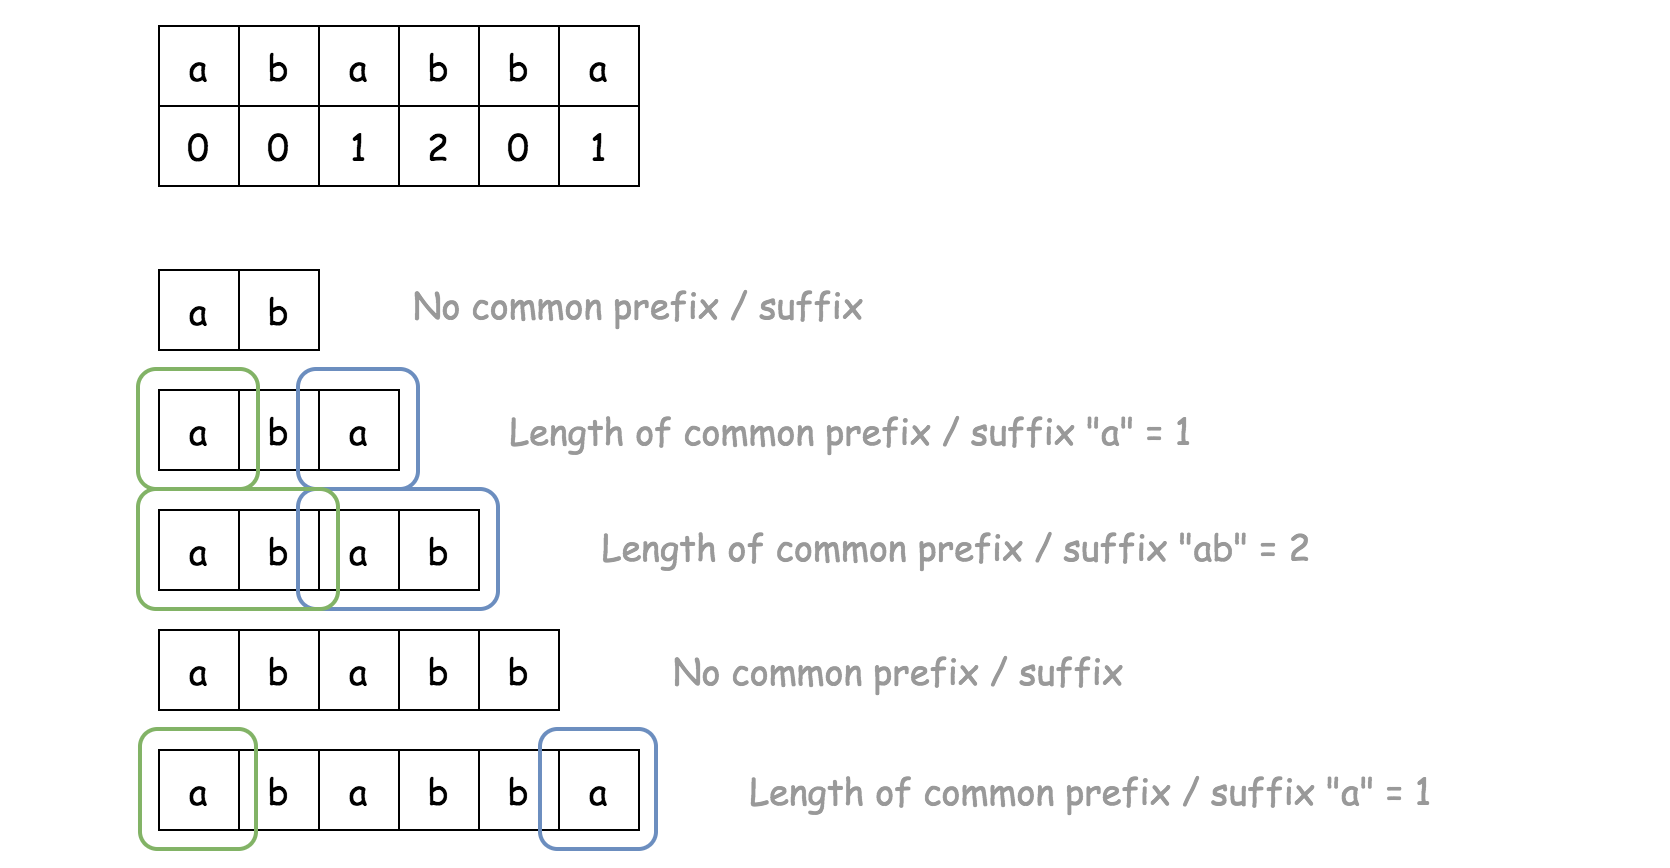 a b a b b a
0 0 1 2 0 1
a b No common prefix / suffix
a b a Length of common prefix / suffix "a" = 1
a b a b Length of common prefix / suffix "ab" = 2
a b a b b No common prefix / suffix
a b a b b a Length of common prefix / suffix "a" = 1